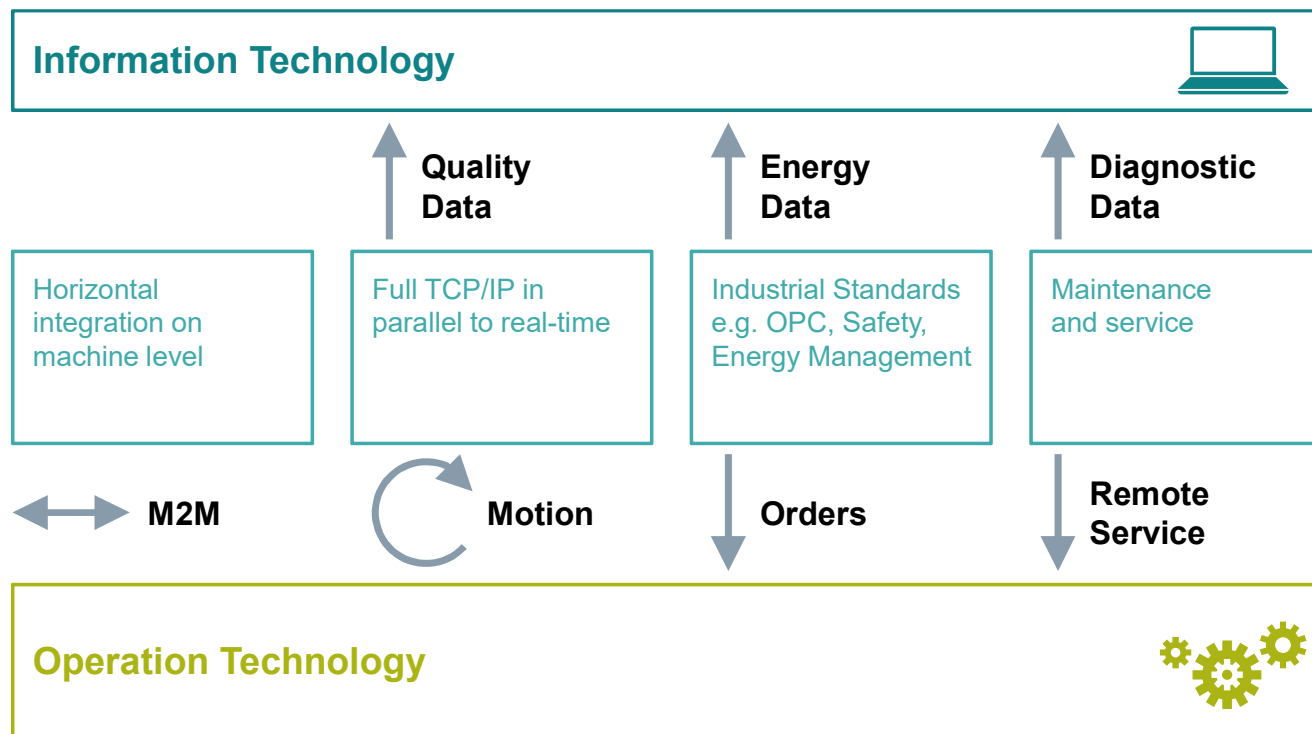 Information Technology
Quality
Data
Energy
Data
Diagnostic
Data
Horizontal
integration on
machine level
Full TCP/IP in
parallel to real-time
Industrial Standards
e.g. OPC, Safety,
Energy Management
Maintenance
and service
M2M
Motion
Orders
Remote
Service
Operation Technology